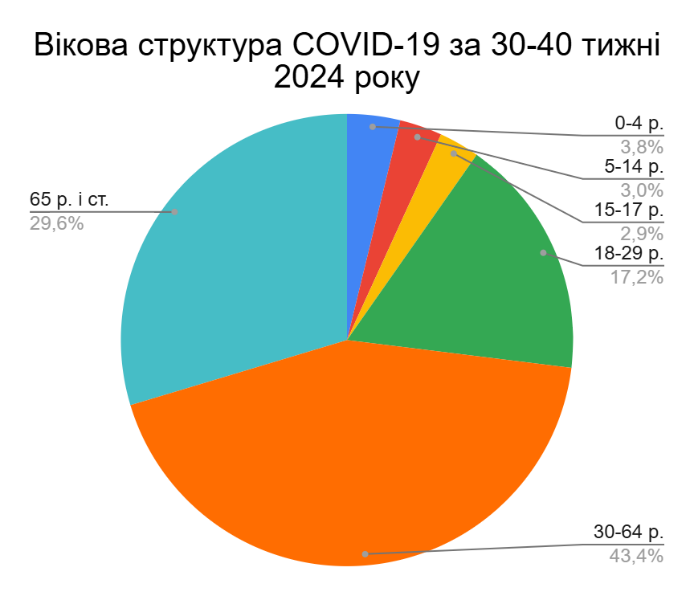 Вікова структура COVID-19 за 30-40 тижні
2024 року
0-4 р.
3,8%
5-14 р.
3,0%
15-17 р.
2,9%
18-29 р.
17,2%
65 р. і ст.
29,6%
30-64 р.
43,4%